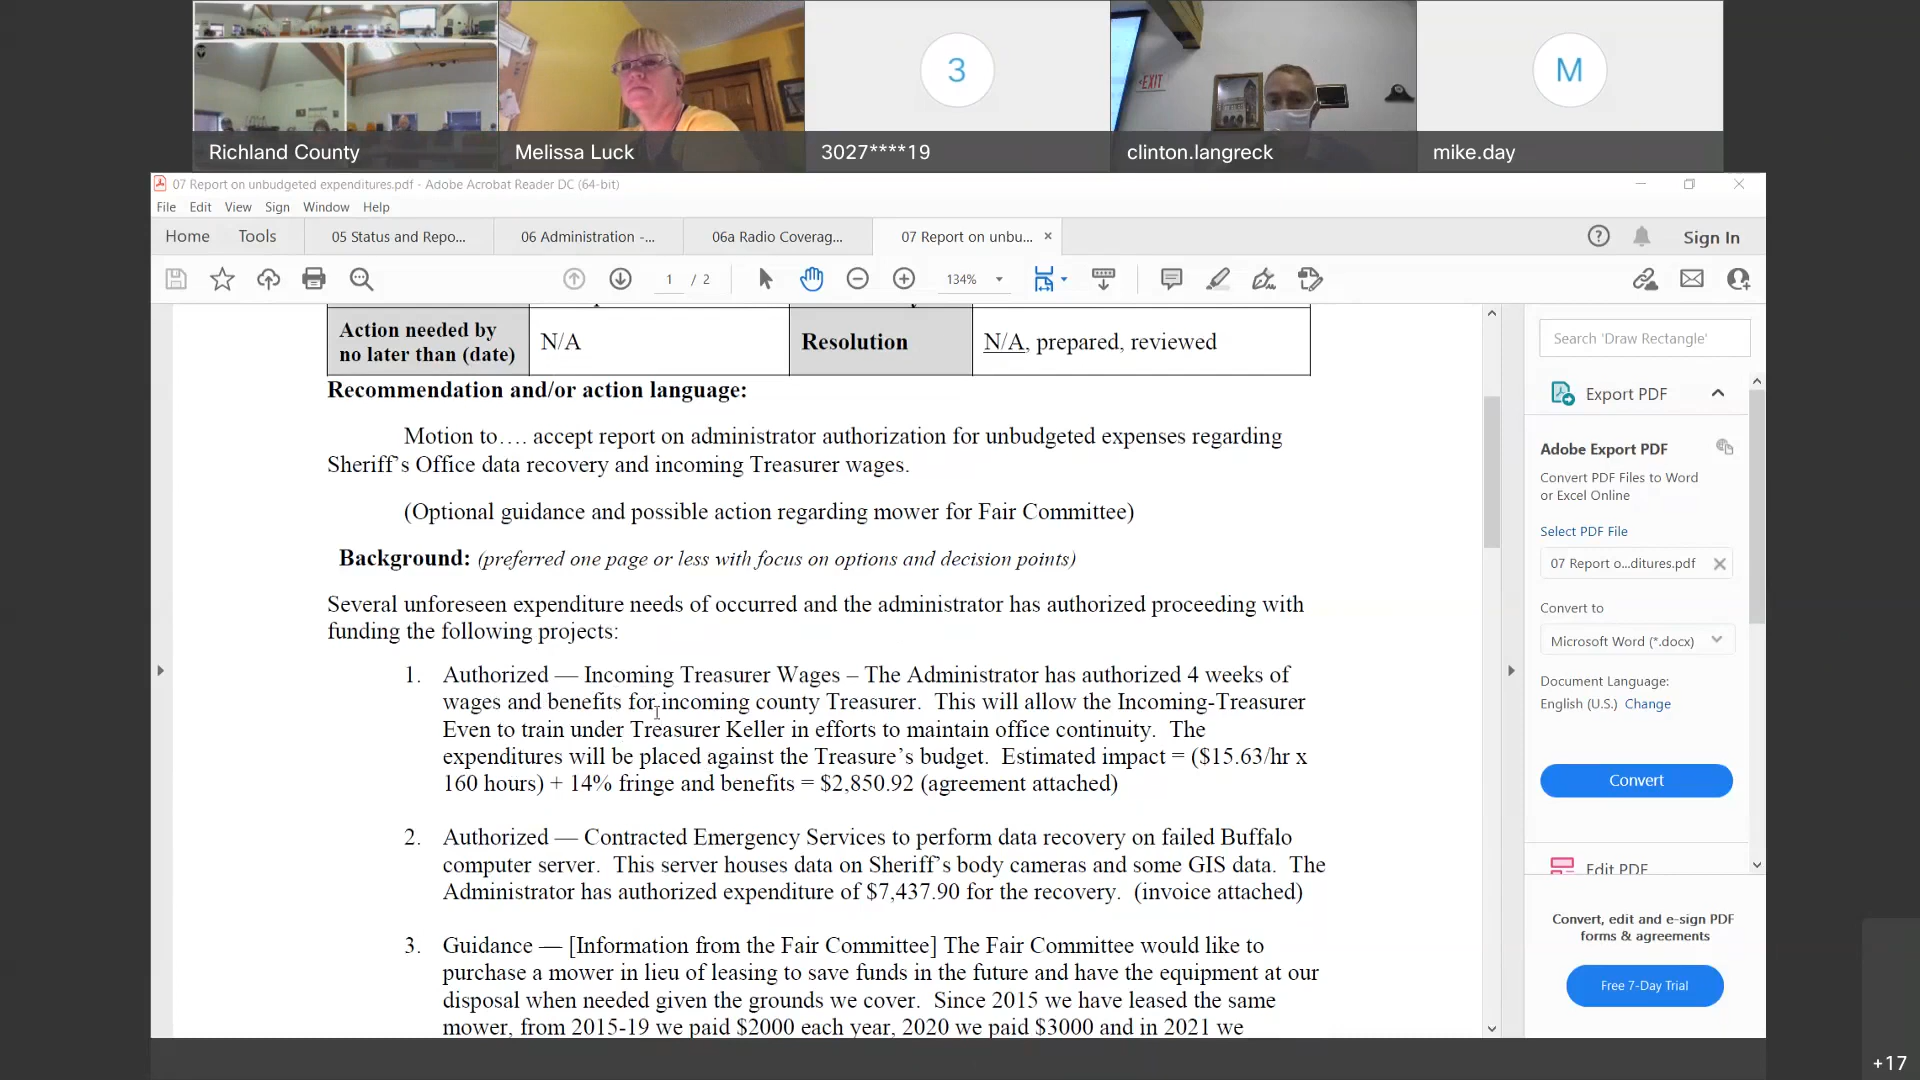 EXIT
3
M
Richland County
Melissa Luck
3027****19
clinton.langreck
mike.day
07 Report on unbudgeted expenditures.pdf - Adobe Acrobat Reader DC (64-bit)
File Edit View Sign Window Help
Home Tools 05 Status and Repo... 06 Administration -... 06a Radio Coverag... 07 Report on unbu... × Sign In
1 / 2 134%
Action needed by
no later than (date)
N/A
Resolution
N/A, prepared, reviewed
Recommendation and/or action language:
Motion to…. accept report on administrator authorization for unbudgeted expenses regarding
Sheriff's Office data recovery and incoming Treasurer wages.
(Optional guidance and possible action regarding mower for Fair Committee)
Background: (preferred one page or less with focus on options and decision points)
Several unforeseen expenditure needs of occurred and the administrator has authorized proceeding with
funding the following projects:
1. Authorized — Incoming Treasurer Wages – The Administrator has authorized 4 weeks of
wages and benefits for incoming county Treasurer. This will allow the Incoming-Treasurer
Even to train under Treasurer Keller in efforts to maintain office continuity. The
expenditures will be placed against the Treasure's budget. Estimated impact = ($15.63/hr x
160 hours) + 14% fringe and benefits = $2,850.92 (agreement attached)
2. Authorized — Contracted Emergency Services to perform data recovery on failed Buffalo
computer server. This server houses data on Sheriff's body cameras and some GIS data. The
Administrator has authorized expenditure of $7,437.90 for the recovery. (invoice attached)
3. Guidance — [Information from the Fair Committee] The Fair Committee would like to
purchase a mower in lieu of leasing to save funds in the future and have the equipment at our
disposal when needed given the grounds we cover. Since 2015 we have leased the same
mower, from 2015-19 we paid $2000 each year, 2020 we paid $3000 and in 2021 we
Search 'Draw Rectangle'
Export PDF
Adobe Export PDF
Convert PDF Files to Word
or Excel Online
Select PDF File
07 Report o...ditures.pdf
Convert to
Microsoft Word (*.docx)
Document Language:
English (U.S.) Change
Convert
Edit PDF
Convert, edit and e-sign PDF
forms & agreements
Free 7-Day Trial
+17